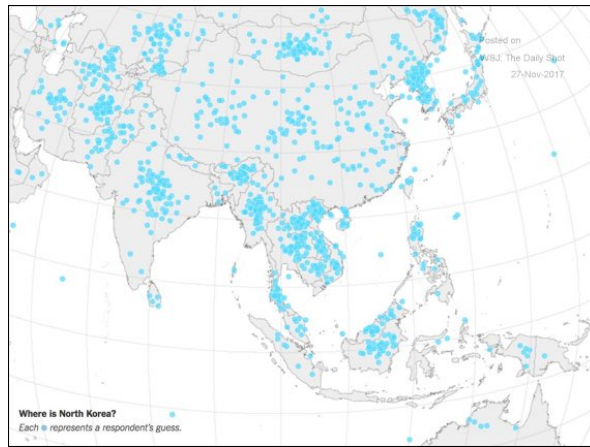 Posted on
WSJ: The Daily Shot
27-Nov-2017
Where is North Korea?
Each ● represents a respondent's guess.